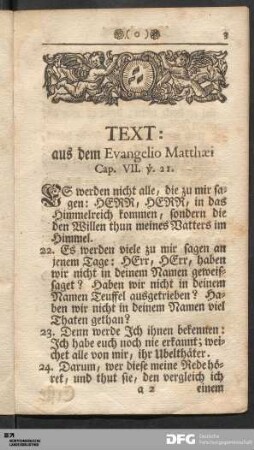 (0) 3
TEXT:
aus dem Evangelio Matthæi
Cap. VII. ℣. 21.
ES werden nicht alle, die zu mir sa-
gen: HERR, HERR, in das
Himmelreich kommen, sondern die
den Willen thun meines Vatters im
Himmel.
22. Es werden viele zu mir sagen an
jenem Tage: HErr, HErr, haben
wir nicht in deinem Namen geweis-
saget? Haben wir nicht in deinem
Namen Teuffel ausgetrieben? Ha-
ben wir nicht in deinem Namen viel
Thaten gethan?
23. Denn werde Ich ihnen bekennen:
Ich habe euch noch nie erkannt; wei-
chet alle von mir, ihr Ubelthäter.
24. Darum, wer diese meine Rede hö-
ret, und thut sie, den vergleich ich
a 2 einem
WÜRTTEMBERGISCHE
LANDESBIBLIOTHEK
DFG Deutsche
Forschungsgemeinschaft